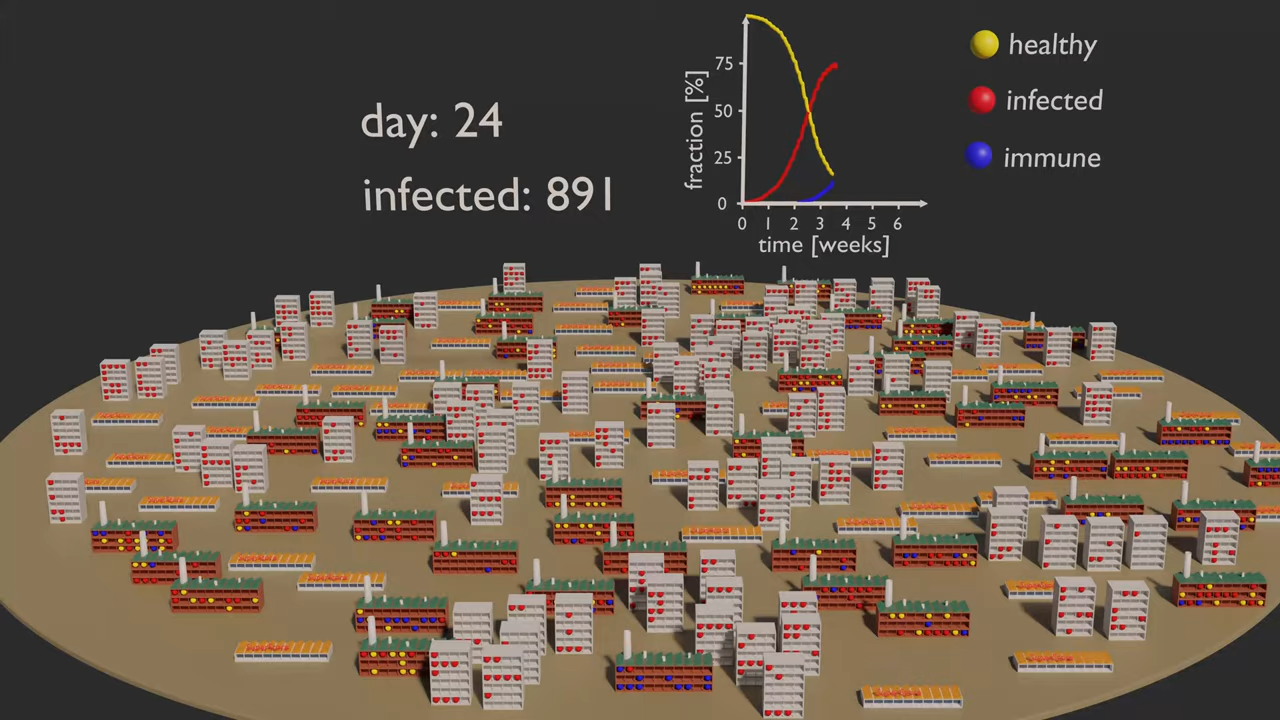 day: 24
infected: 891
fraction [%]
75
50
25
0
0 1 2 3 4 5 6
time [weeks]
healthy
infected
immune